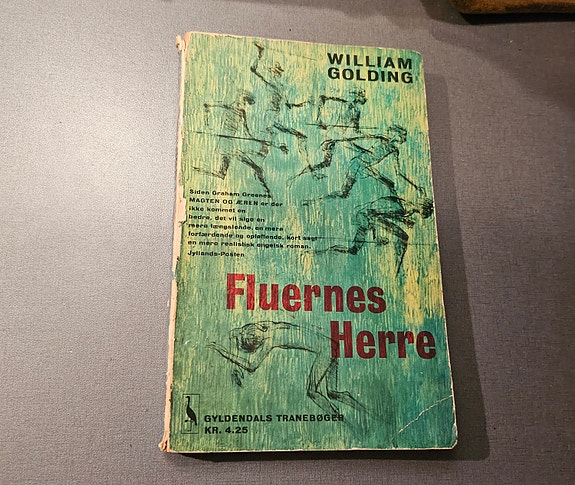 WILLIAM
GOLDING
Siden Graham Greenes
MAGTEN OG ÆREN er der
ikke kommet en
bedre, det vil sige en
mere fængslende, en mere
forfærdende og opløftende, kort sagt
en mere realistisk engelsk roman.
Jyllands-Posten
Fluernes
Herre
GYLDENDALS TRANEBØGER
KR. 4.25